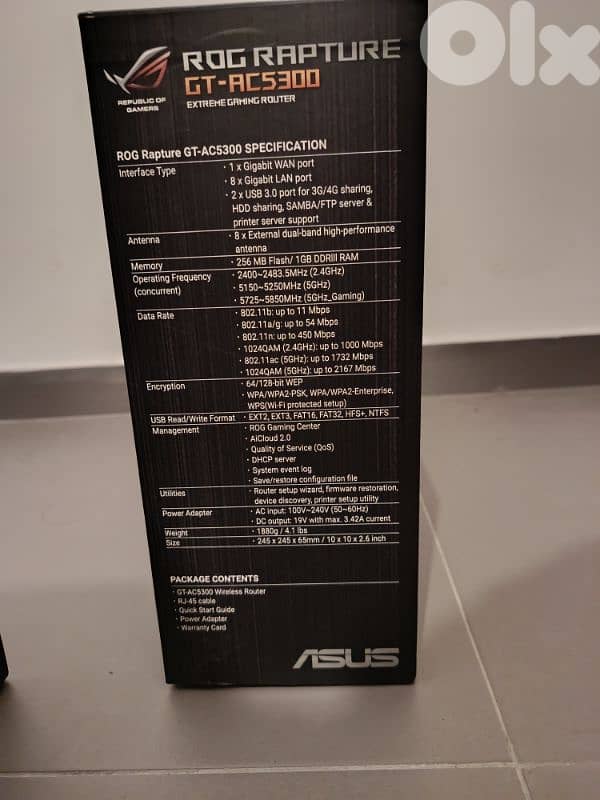 Olx
ROG RAPTURE
GT-AC5300
EXTREME GAMING ROUTER
REPUBLIC OF
GAMERS
ROG Rapture GT-AC5300 SPECIFICATION
Interface Type
· 1 x Gigabit WAN port
· 8 x Gigabit LAN port
· 2 x USB 3.0 port for 3G/4G sharing,
HDD sharing, SAMBA/FTP server &
printer server support
Antenna
· 8 x External dual-band high-performance
antenna
Memory
· 256 MB Flash/ 1GB DDRIII RAM
Operating Frequency
(concurrent)
· 2400~2483.5MHz (2.4GHz)
· 5150~5250MHz (5GHz)
· 5725~5850MHz (5GHz_Gaming)
Data Rate
· 802.11b: up to 11 Mbps
· 802.11a/g: up to 54 Mbps
· 802.11n: up to 450 Mbps
· 1024QAM (2.4GHz): up to 1000 Mbps
· 802.11ac (5GHz): up to 1732 Mbps
· 1024QAM (5GHz): up to 2167 Mbps
Encryption
· 64/128-bit WEP
· WPA/WPA2-PSK, WPA/WPA2-Enterprise,
WPS(Wi-Fi protected setup)
USB Read/Write Format
· EXT2, EXT3, FAT16, FAT32, HFS+, NTFS
Management
· ROG Gaming Center
· AiCloud 2.0
· Quality of Service (QoS)
· DHCP server
· System event log
· Save/restore configuration file
Utilities
· Router setup wizard, firmware restoration,
device discovery, printer setup utility
Power Adapter
· AC input: 100V~240V (50~60Hz)
· DC output: 19V with max. 3.42A current
Weight
· 1880g / 4.1 lbs
Size
· 245 x 245 x 65mm / 10 x 10 x 2.6 inch
PACKAGE CONTENTS
· GT-AC5300 Wireless Router
· RJ-45 cable
· Quick Start Guide
· Power Adapter
· Warranty Card
ASUS